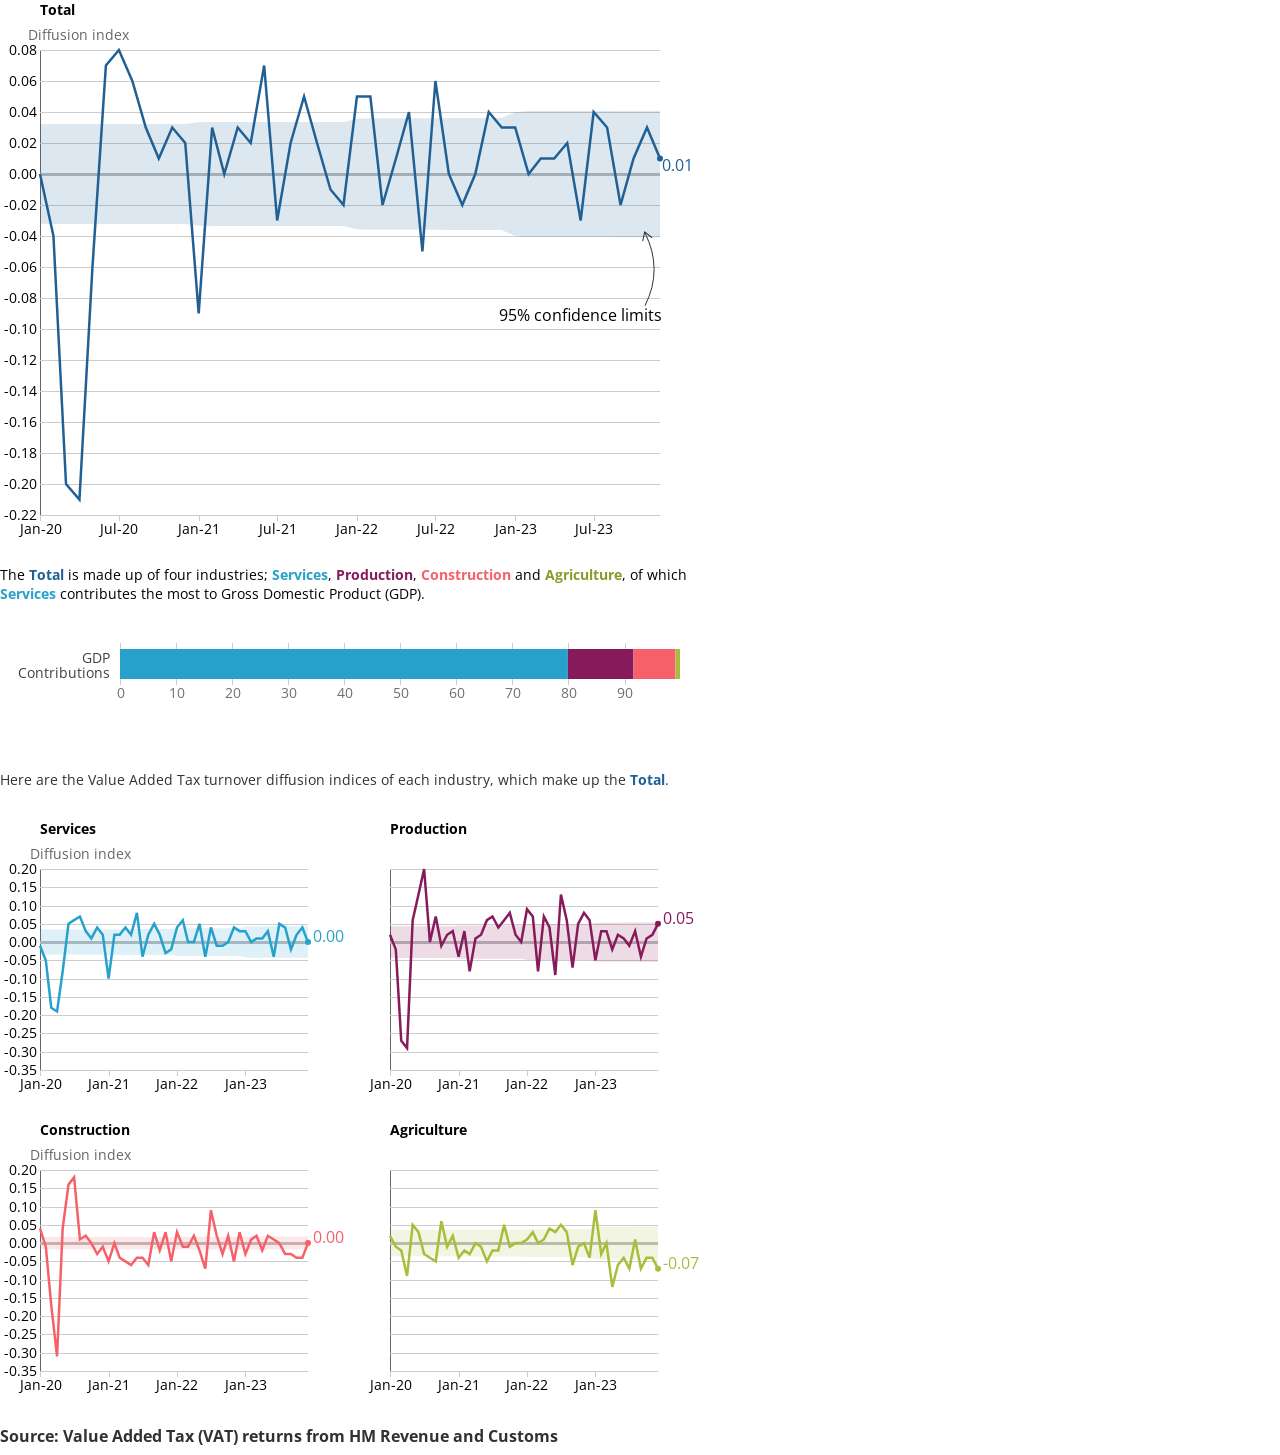 Total
Diffusion index
0.08
0.06
0.04
0.02
0.00
0.01
-0.02
-0.04
-0.06
-0.08
95% confidence limits
-0.10
-0.12
-0.14
-0.16
-0.18
-0.20
-0.22
Jan-20 Jul-20 Jan-21 Jul-21 Jan-22 Jul-22 Jan-23 Jul-23
The Total is made up of four industries; Services, Production, Construction and Agriculture, of which
Services contributes the most to Gross Domestic Product (GDP).
GDP
Contributions
0 10 20 30 40 50 60 70 80 90
Here are the Value Added Tax turnover diffusion indices of each industry, which make up the Total.
Services
Diffusion index
0.20
0.15
0.10
0.05
0.00
0.00
-0.05
-0.10
-0.15
-0.20
-0.25
-0.30
-0.35
Jan-20 Jan-21 Jan-22 Jan-23
Production
0.05
Jan-20 Jan-21 Jan-22 Jan-23
Construction
Diffusion index
0.20
0.15
0.10
0.05
0.00
0.00
-0.05
-0.10
-0.15
-0.20
-0.25
-0.30
-0.35
Jan-20 Jan-21 Jan-22 Jan-23
Agriculture
-0.07
Jan-20 Jan-21 Jan-22 Jan-23
Source: Value Added Tax (VAT) returns from HM Revenue and Customs